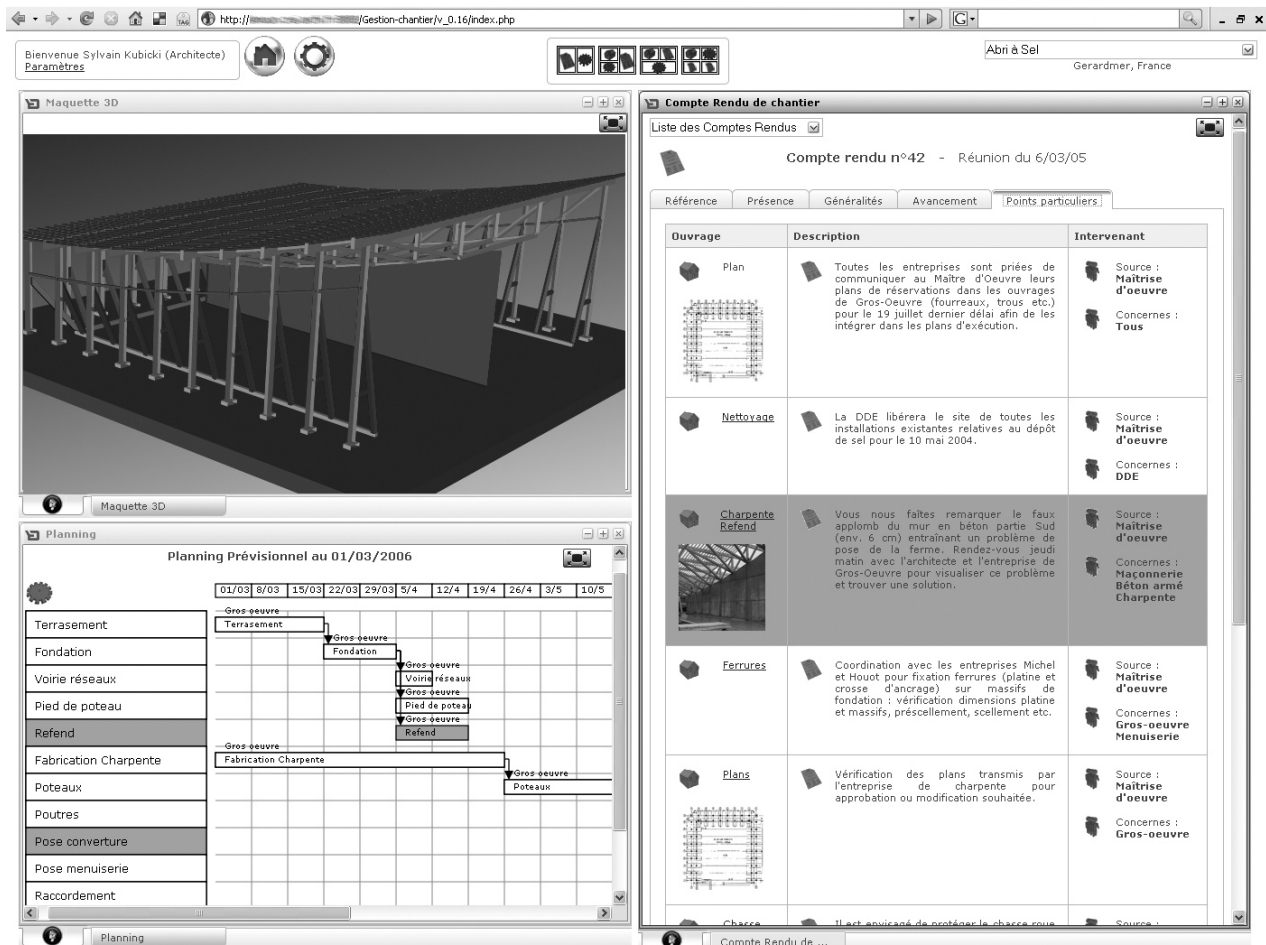 http:// /Gestion-chantier/v_0.16/index.php
G
TAG
Bienvenue Sylvain Kubicki (Architecte)
Paramètres
Abri à Sel
Gerardmer, France
Maquette 3D
Maquette 3D
Planning
Planning Prévisionnel au 01/03/2006
01/03 8/03 15/03 22/03 29/03 5/4 12/4 19/4 26/4 3/5 10/5
Gros oeuvre
Terrasement
Terrasement
Gros oeuvre
Fondation
Fondation
Gros oeuvre
Voirie réseaux
Voirie réseaux
Gros oeuvre
Pied de poteau
Pied de poteau
Gros oeuvre
Refend
Refend
Gros oeuvre
Fabrication Charpente
Fabrication Charpente
Gros oeuvre
Poteaux
Poteaux
Poutres
Pose converture
Pose menuiserie
Raccordement
Planning
Compte Rendu de chantier
Liste des Comptes Rendus
Compte rendu n°42 - Réunion du 6/03/05
Référence Présence Généralités Avancement Points particuliers
Ouvrage Description Intervenant
Plan
Toutes les entreprises sont priées de
communiquer au Maître d'Oeuvre leurs
plans de réservations dans les ouvrages
de Gros-Oeuvre (fourreaux, trous etc.)
pour le 19 juillet dernier délai afin de les
intégrer dans les plans d'exécution.
Source :
Maîtrise
d'oeuvre
Concernes :
Tous
Nettoyage
La DDE libérera le site de toutes les
installations existantes relatives au dépôt
de sel pour le 10 mai 2004.
Source :
Maîtrise
d'oeuvre
Concernes :
DDE
Charpente
Refend
Vous nous faîtes remarquer le faux
applomb du mur en béton partie Sud
(env. 6 cm) entraînant un problème de
pose de la ferme. Rendez-vous jeudi
matin avec l'architecte et l'entreprise de
Gros-Oeuvre pour visualiser ce problème
et trouver une solution.
Source :
Maîtrise
d'oeuvre
Concernes :
Maçonnerie
Béton armé
Charpente
Ferrures
Coordination avec les entreprises Michel
et Houot pour fixation ferrures (platine et
crosse d'ancrage) sur massifs de
fondation : vérification dimensions platine
et massifs, préscellement, scellement etc.
Source :
Maîtrise
d'oeuvre
Concernes :
Gros-oeuvre
Menuiserie
Plans
Vérification des plans transmis par
l'entreprise de charpente pour
approbation ou modification souhaitée.
Source :
Maîtrise
d'oeuvre
Concernes :
Gros-oeuvre
Chasse
Il est envisagé de protéger le chasse roue
Source :
Compte Rendu de ...